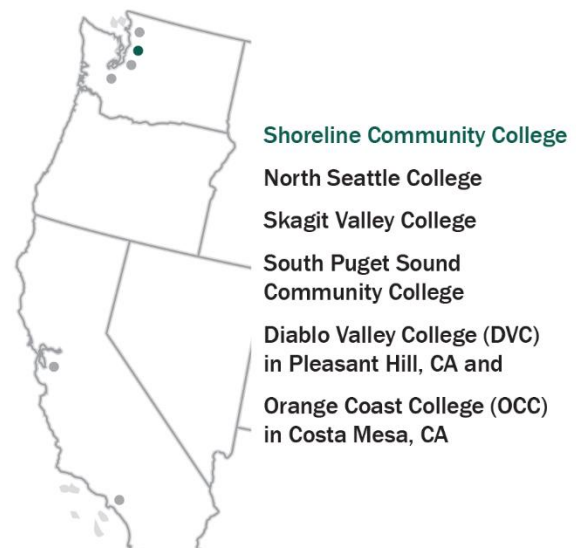 Shoreline Community College
North Seattle College
Skagit Valley College
South Puget Sound
Community College
Diablo Valley College (DVC)
in Pleasant Hill, CA and
Orange Coast College (OCC)
in Costa Mesa, CA